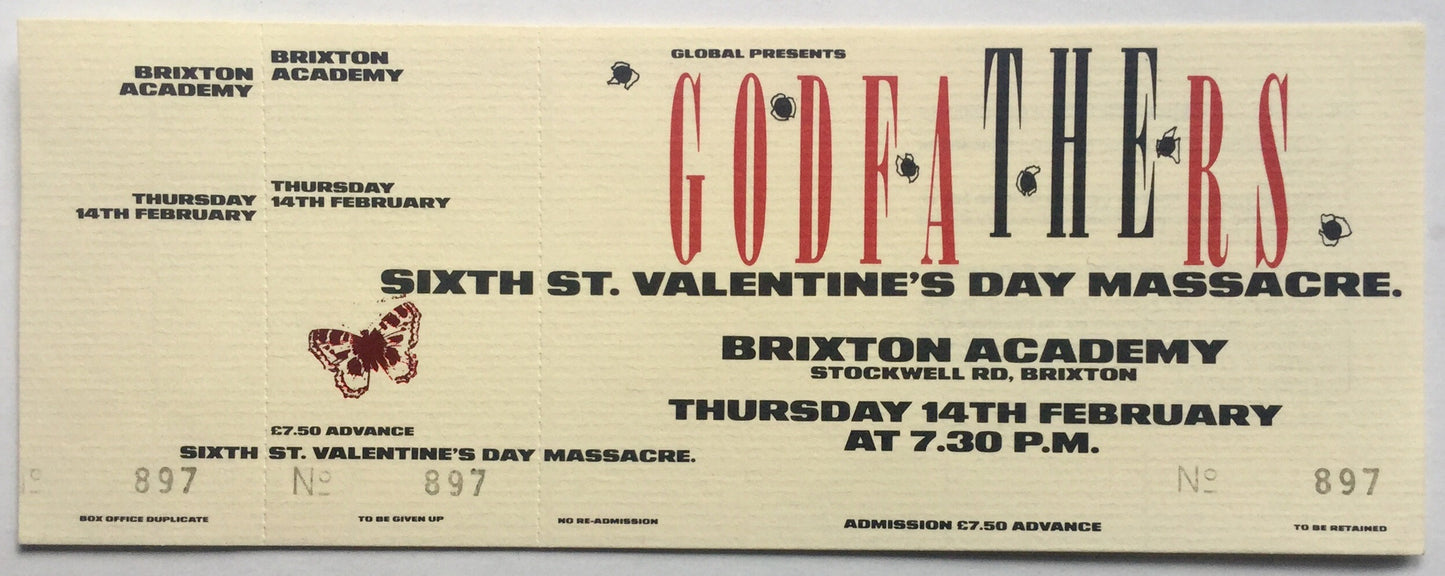 BRIXTON
ACADEMY
THURSDAY
14TH FEBRUARY
Nº 897
BOX OFFICE DUPLICATE
BRIXTON
ACADEMY
THURSDAY
14TH FEBRUARY
£7.50 ADVANCE
SIXTH ST. VALENTINE'S DAY MASSACRE.
Nº 897
TO BE GIVEN UP
NO RE-ADMISSION
GLOBAL PRESENTS
GODFATHERS
SIXTH ST. VALENTINE'S DAY MASSACRE.
BRIXTON ACADEMY
STOCKWELL RD, BRIXTON
THURSDAY 14TH FEBRUARY
AT 7.30 P.M.
Nº 897
ADMISSION £7.50 ADVANCE
TO BE RETAINED